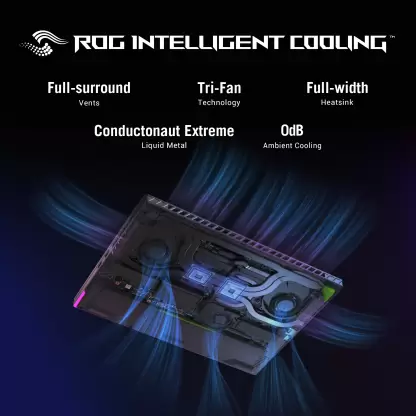 ROG INTELLIGENT COOLING™
Full-surround
Vents
Tri-Fan
Technology
Full-width
Heatsink
Conductonaut Extreme
Liquid Metal
0dB
Ambient Cooling